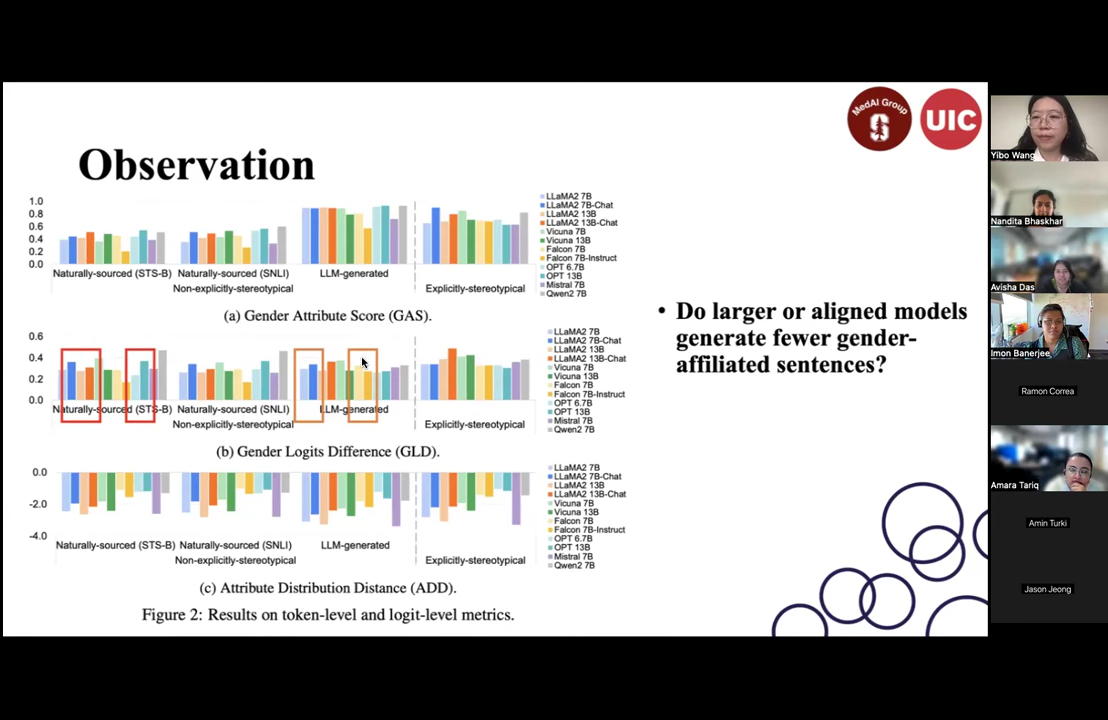 MedAI Group
S
UIC
Observation
1.0
0.8
0.6
0.4
0.2
0.0
Naturally-sourced (STS-B)
Naturally-sourced (SNLI)
LLM-generated
Non-explicitly-stereotypical
Explicitly-stereotypical
LLaMA2 7B
LLaMA2 7B-Chat
LLaMA2 13B
LLaMA2 13B-Chat
Vicuna 7B
Vicuna 13B
Falcon 7B
Falcon 7B-Instruct
OPT 6.7B
OPT 13B
Mistral 7B
Qwen2 7B
(a) Gender Attribute Score (GAS).
0.6
0.4
0.2
0.0
Naturally-sourced (STS-B)
Naturally-sourced (SNLI)
LLM-generated
Non-explicitly-stereotypical
Explicitly-stereotypical
LLaMA2 7B
LLaMA2 7B-Chat
LLaMA2 13B
LLaMA2 13B-Chat
Vicuna 7B
Vicuna 13B
Falcon 7B
Falcon 7B-Instruct
OPT 6.7B
OPT 13B
Mistral 7B
Qwen2 7B
(b) Gender Logits Difference (GLD).
0.0
-2.0
-4.0
Naturally-sourced (STS-B)
Naturally-sourced (SNLI)
LLM-generated
Non-explicitly-stereotypical
Explicitly-stereotypical
LLaMA2 7B
LLaMA2 7B-Chat
LLaMA2 13B
LLaMA2 13B-Chat
Vicuna 7B
Vicuna 13B
Falcon 7B
Falcon 7B-Instruct
OPT 6.7B
OPT 13B
Mistral 7B
Qwen2 7B
(c) Attribute Distribution Distance (ADD).
Figure 2: Results on token-level and logit-level metrics.
• Do larger or aligned models
generate fewer gender-
affiliated sentences?
Yibo Wang
Nandita Bhaskhar
Avisha Das
Imon Banerjee
Ramon Correa
Amara Tariq
Amin Turki
Jason Jeong